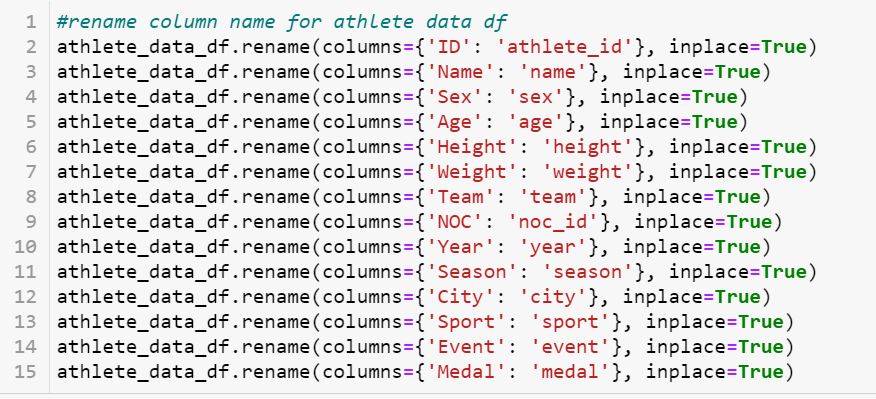 1 #rename column name for athlete data df
2 athlete_data_df.rename(columns={'ID': 'athlete_id'}, inplace=True)
3 athlete_data_df.rename(columns={'Name': 'name'}, inplace=True)
4 athlete_data_df.rename(columns={'Sex': 'sex'}, inplace=True)
5 athlete_data_df.rename(columns={'Age': 'age'}, inplace=True)
6 athlete_data_df.rename(columns={'Height': 'height'}, inplace=True)
7 athlete_data_df.rename(columns={'Weight': 'weight'}, inplace=True)
8 athlete_data_df.rename(columns={'Team': 'team'}, inplace=True)
9 athlete_data_df.rename(columns={'NOC': 'noc_id'}, inplace=True)
10 athlete_data_df.rename(columns={'Year': 'year'}, inplace=True)
11 athlete_data_df.rename(columns={'Season': 'season'}, inplace=True)
12 athlete_data_df.rename(columns={'City': 'city'}, inplace=True)
13 athlete_data_df.rename(columns={'Sport': 'sport'}, inplace=True)
14 athlete_data_df.rename(columns={'Event': 'event'}, inplace=True)
15 athlete_data_df.rename(columns={'Medal': 'medal'}, inplace=True)